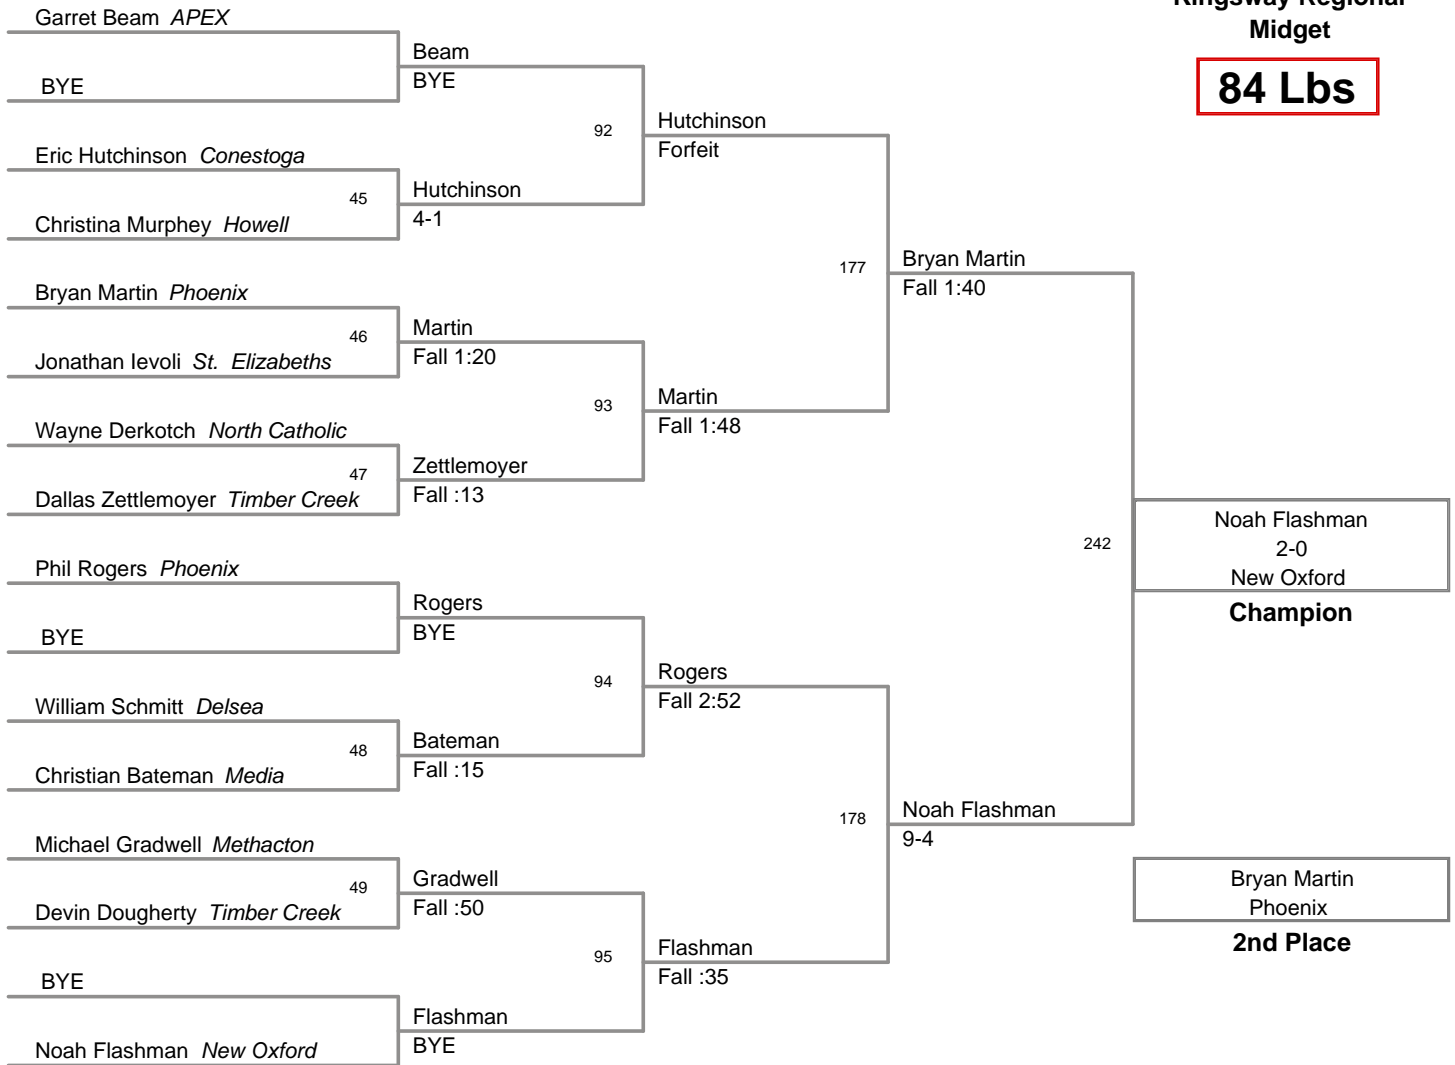 Kingsway Regional
Midget
84 Lbs
Garret Beam APEX
BYE
Eric Hutchinson Conestoga
45
Christina Murphey Howell
Bryan Martin Phoenix
46
Jonathan Ievoli St. Elizabeths
Wayne Derkotch North Catholic
47
Dallas Zettlemoyer Timber Creek
Phil Rogers Phoenix
BYE
William Schmitt Delsea
48
Christian Bateman Media
Michael Gradwell Methacton
49
Devin Dougherty Timber Creek
BYE
Noah Flashman New Oxford
Beam
BYE
92
Hutchinson
4-1
Martin
Fall 1:20
93
Zettlemoyer
Fall :13
Rogers
BYE
94
Bateman
Fall :15
Gradwell
Fall :50
95
Flashman
BYE
Hutchinson
Forfeit
177
Martin
Fall 1:48
Rogers
Fall 2:52
178
Flashman
Fall :35
Bryan Martin
Fall 1:40
242
Noah Flashman
9-4
Noah Flashman
2-0
New Oxford
Champion
Bryan Martin
Phoenix
2nd Place